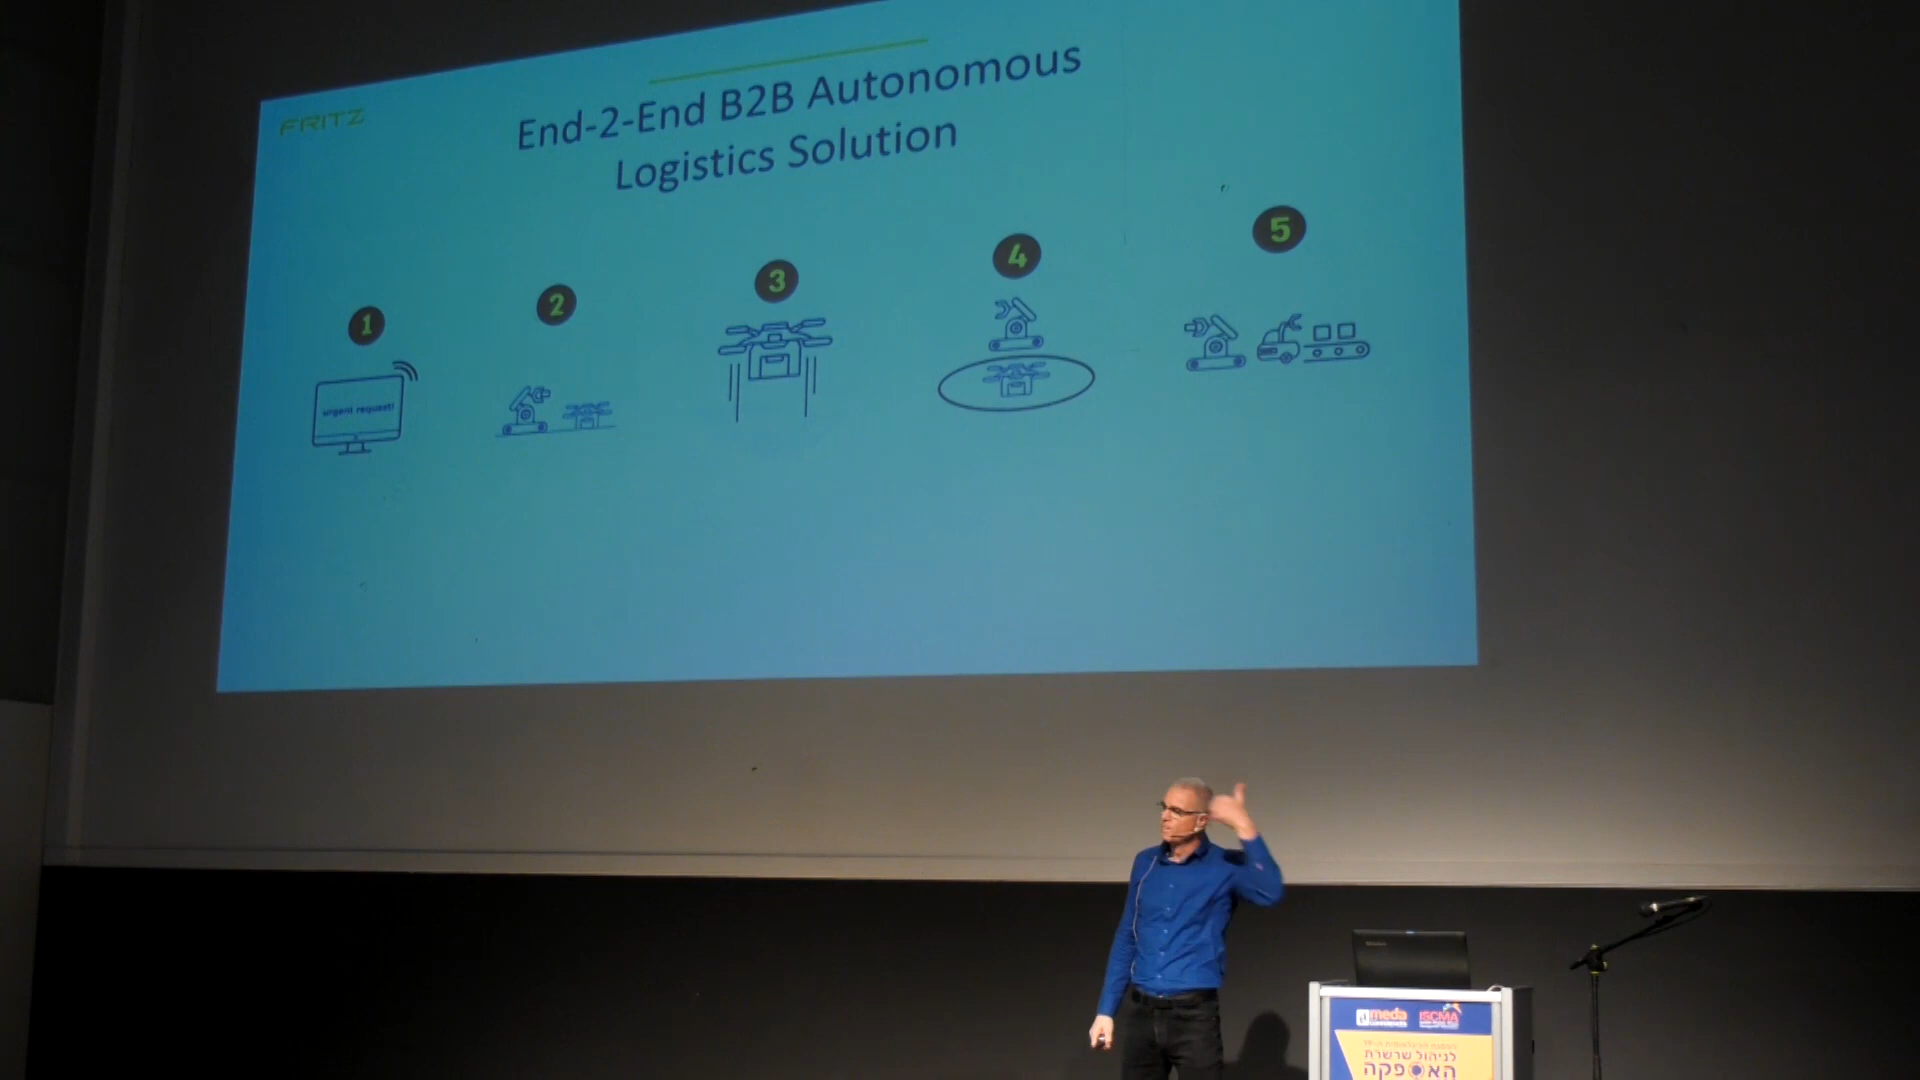 FRITZ
End-2-End B2B Autonomous
Logistics Solution
1
2
3
4
5
urgent request!
meda
CONFERENCES
ISCMA
לניהול שרשרת
האספקה